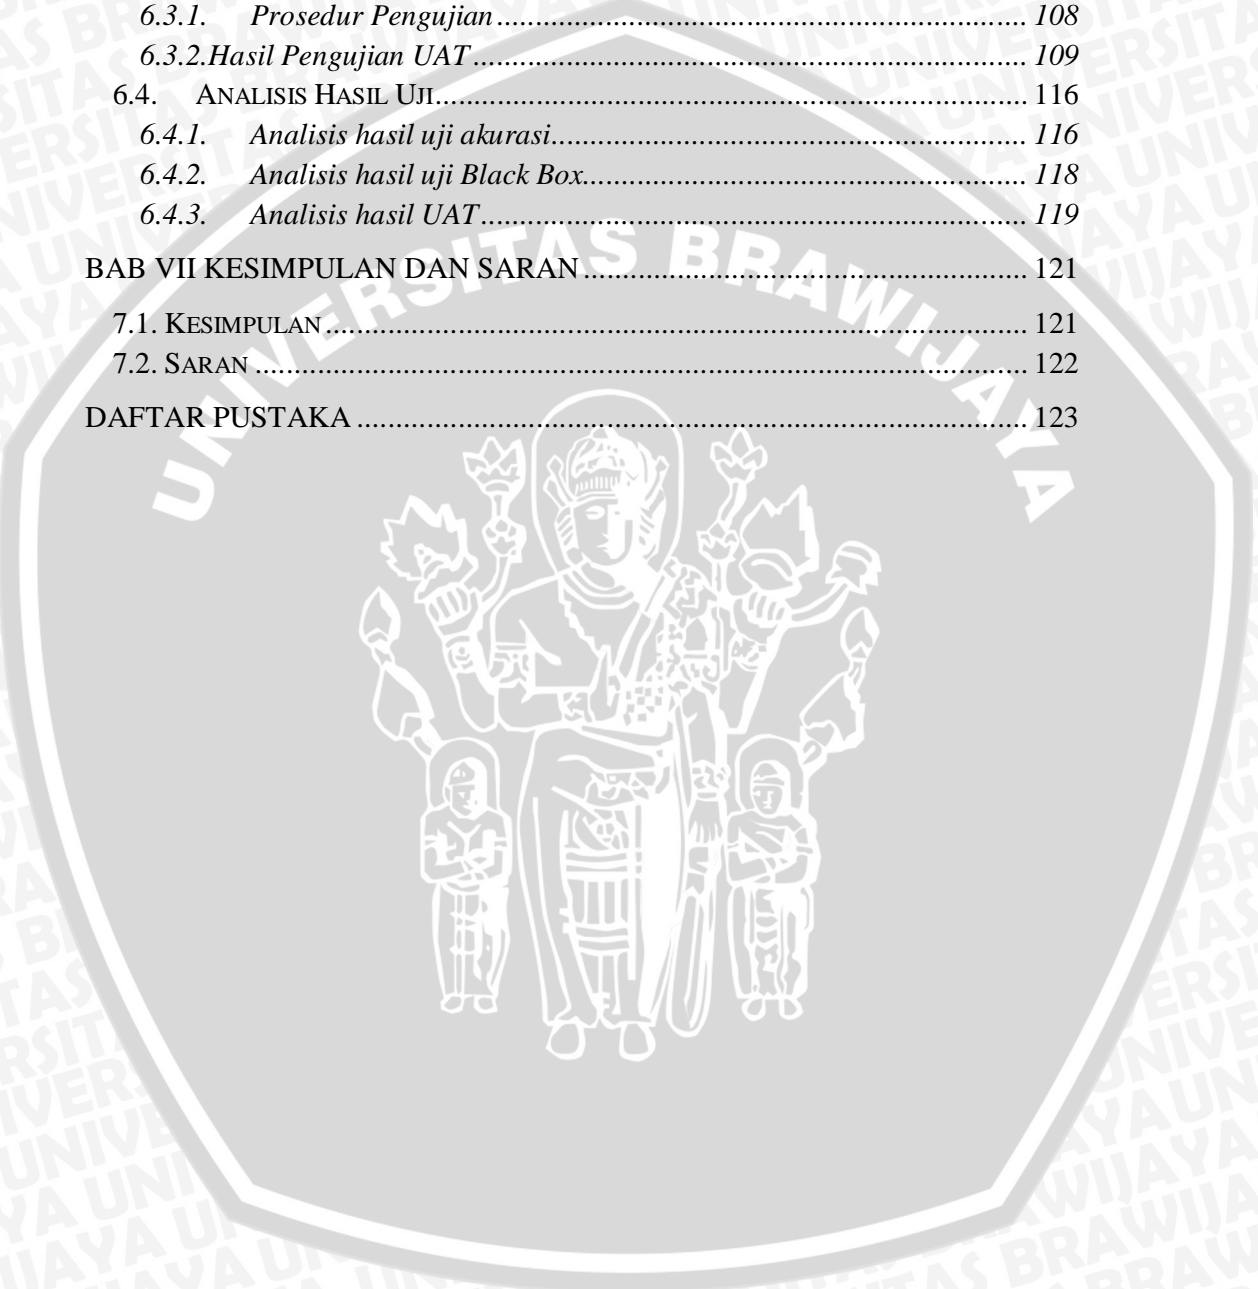 6.3.1. Prosedur Pengujian........................................................................ 108
6.3.2.Hasil Pengujian UAT........................................................................... 109
6.4. Analisis Hasil Uji................................................................................ 116
6.4.1. Analisis hasil uji akurasi................................................................ 116
6.4.2. Analisis hasil uji Black Box............................................................ 118
6.4.3. Analisis hasil UAT.......................................................................... 119
BAB VII KESIMPULAN DAN SARAN............................................................ 121
7.1. Kesimpulan............................................................................................... 121
7.2. Saran......................................................................................................... 122
DAFTAR PUSTAKA........................................................................................... 123
UNIVERSITAS BRAWIJAYA